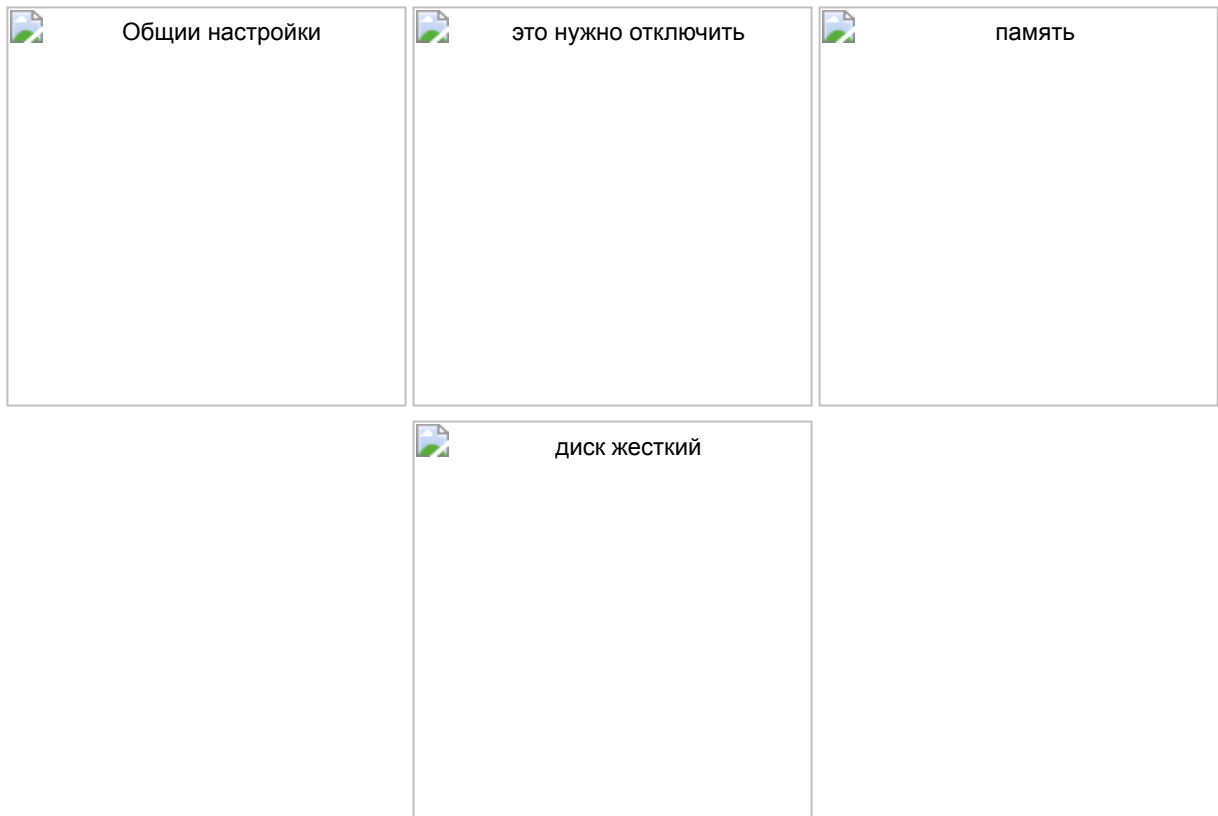 Общии настройки
это нужно отключить
память
диск жесткий